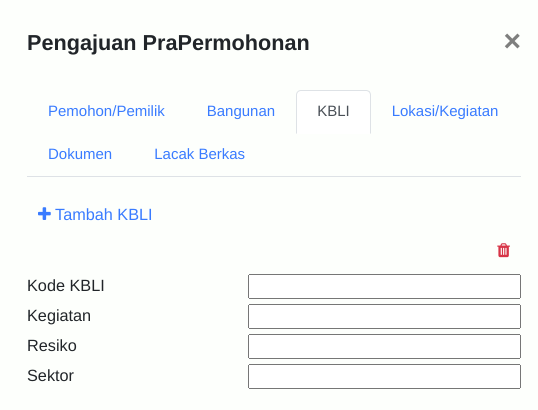 Pengajuan PraPermohonan
Pemohon/Pemilik Bangunan KBLI Lokasi/Kegiatan
Dokumen Lacak Berkas
Tambah KBLI
Kode KBLI
Kegiatan
Resiko
Sektor